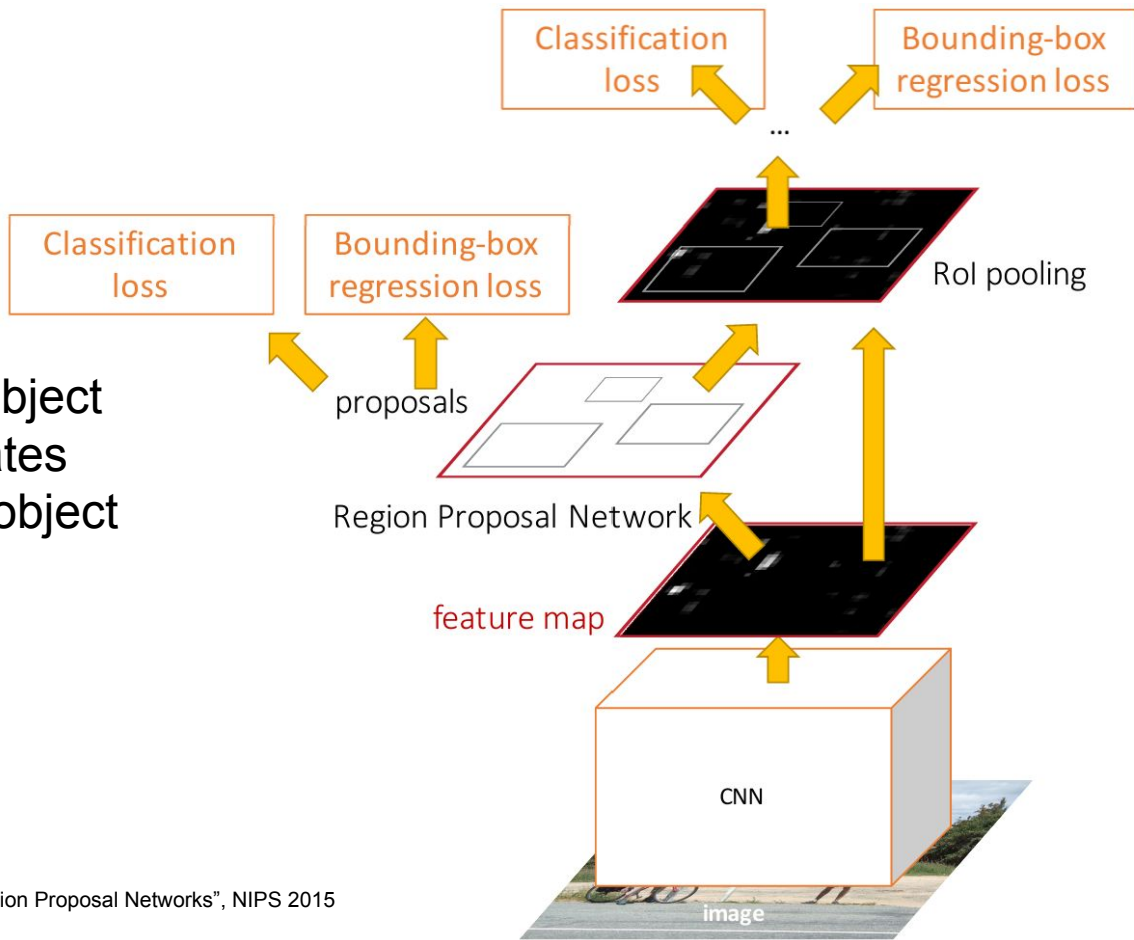 Classification
loss
Bounding-box
regression loss
...
Classification
loss
Bounding-box
regression loss
RoI pooling
bject
ates
object
proposals
Region Proposal Network
feature map
CNN
image
ion Proposal Networks”, NIPS 2015